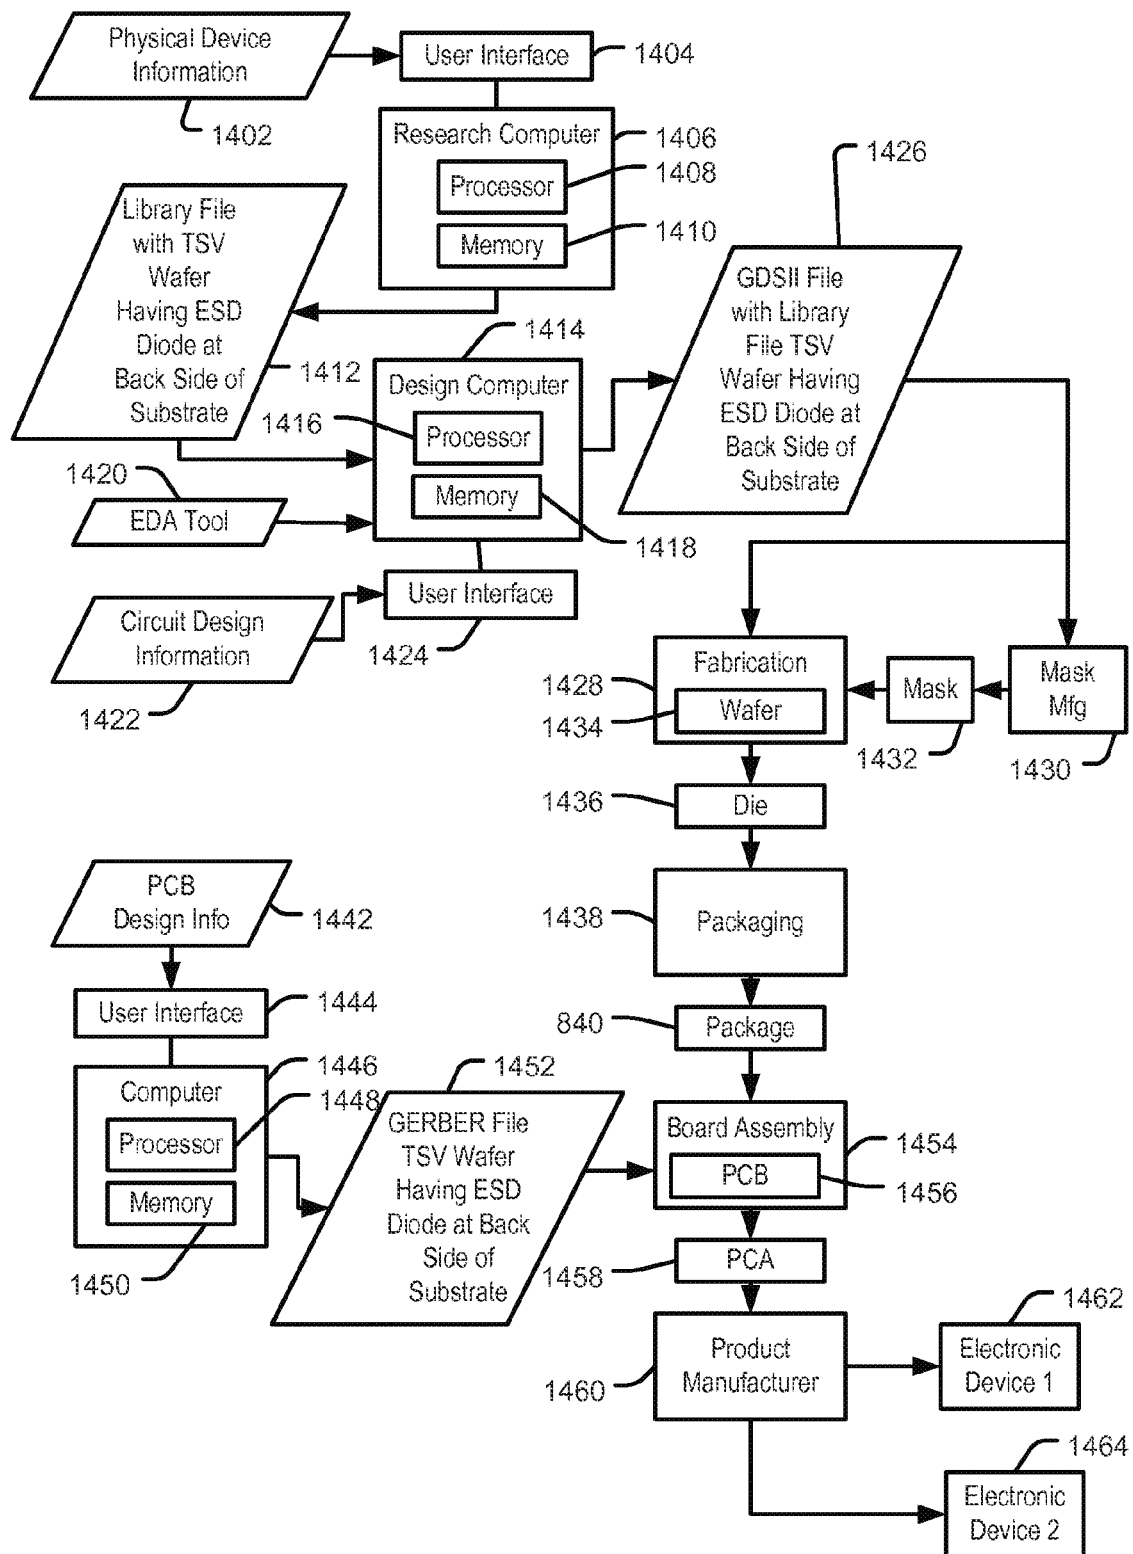 Physical Device
Information
1402
User Interface
1404
Research Computer
1406
Processor
1408
Memory
1410
Library File
with TSV
Wafer
Having ESD
Diode at
Back Side of
Substrate
1412
1414
Design Computer
1416
Processor
Memory
1418
1420
EDA Tool
User Interface
1424
Circuit Design
Information
1422
1426
GDSII File
with Library
File TSV
Wafer Having
ESD Diode at
Back Side of
Substrate
1428
Fabrication
1434
Wafer
Mask
1432
Mask
Mfg
1430
1436
Die
1438
Packaging
840
Package
PCB
Design Info
1442
User Interface
1444
Computer
1446
Processor
1448
Memory
1450
1452
GERBER File
TSV Wafer
Having ESD
Diode at Back
Side of
Substrate
Board Assembly
1454
PCB
1456
1458
PCA
1460
Product
Manufacturer
1462
Electronic
Device 1
1464
Electronic
Device 2